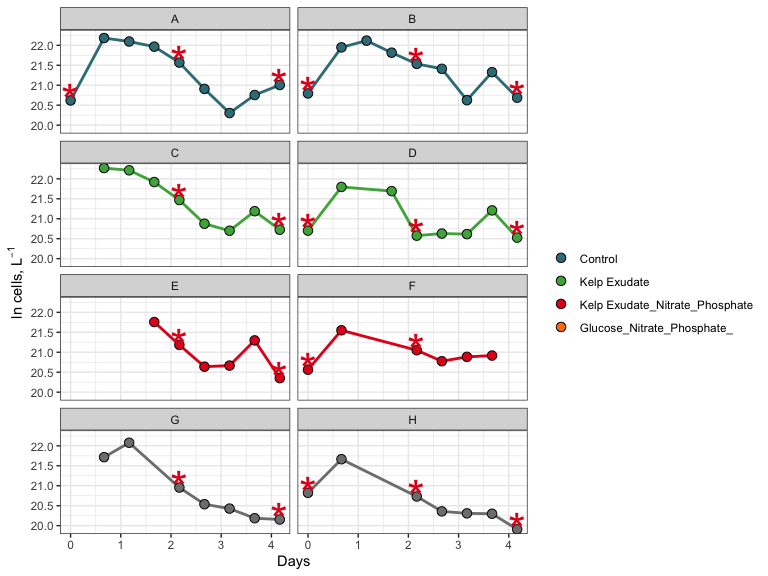 A B
22.0
21.5
21.0
20.5
20.0
ln cells, L⁻¹
C D
22.0
21.5
21.0
20.5
20.0
E F
22.0
21.5
21.0
20.5
20.0
G H
22.0
21.5
21.0
20.5
20.0
0 1 2 3 4 0 1 2 3 4
Days
Control
Kelp Exudate
Kelp Exudate_Nitrate_Phosphate
Glucose_Nitrate_Phosphate_